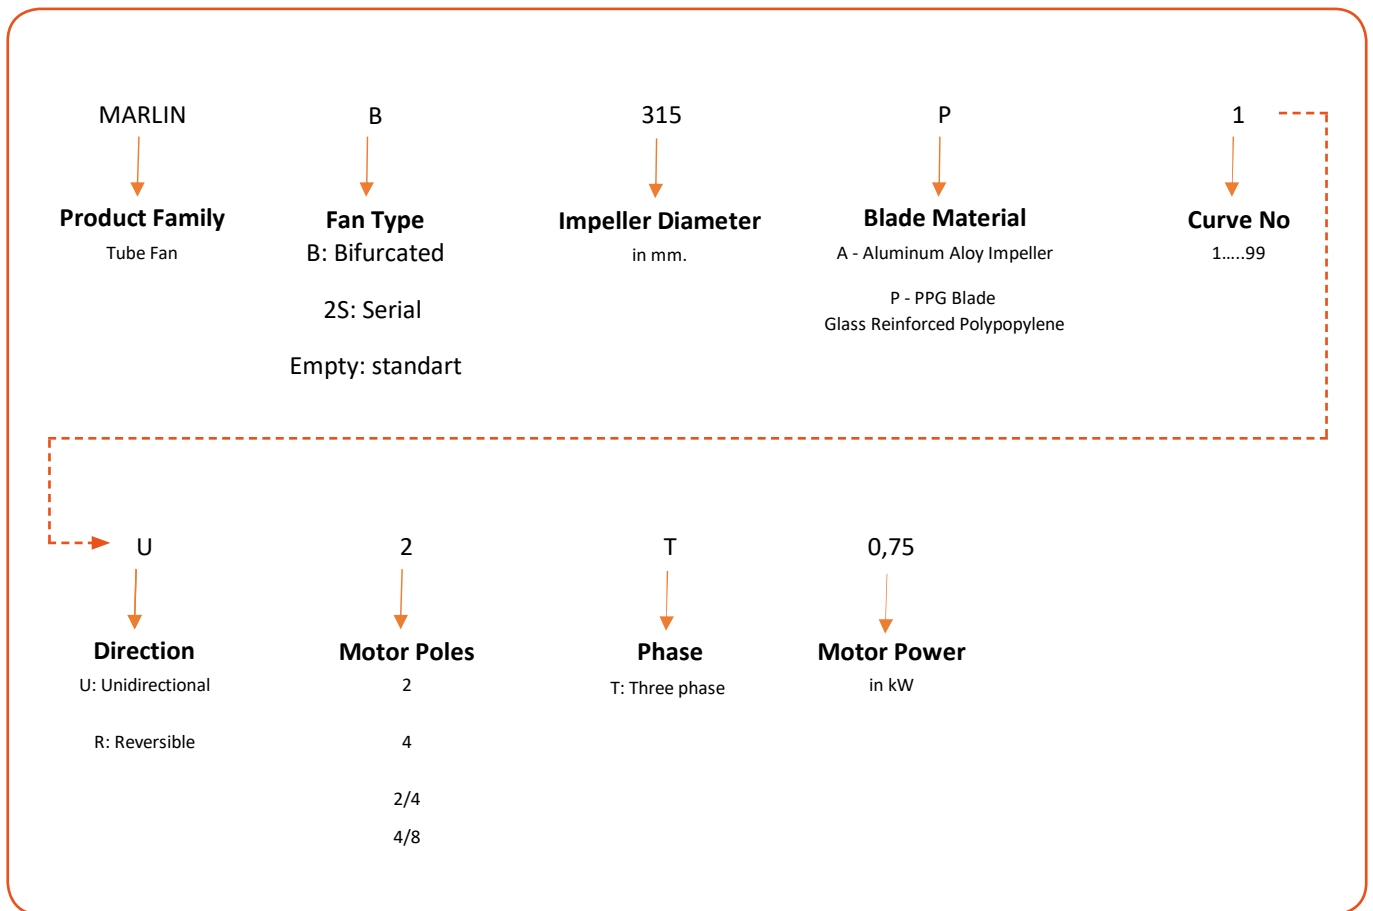 MARLIN B 315 P 1
Product Family Fan Type Impeller Diameter Blade Material Curve No
Tube Fan B: Bifurcated in mm. A - Aluminum Aloy Impeller 1.....99
2S: Serial P - PPG Blade
Glass Reinforced Polypopylene
Empty: standart
U 2 T 0,75
Direction Motor Poles Phase Motor Power
U: Unidirectional 2 T: Three phase in kW
R: Reversible 4
2/4
4/8